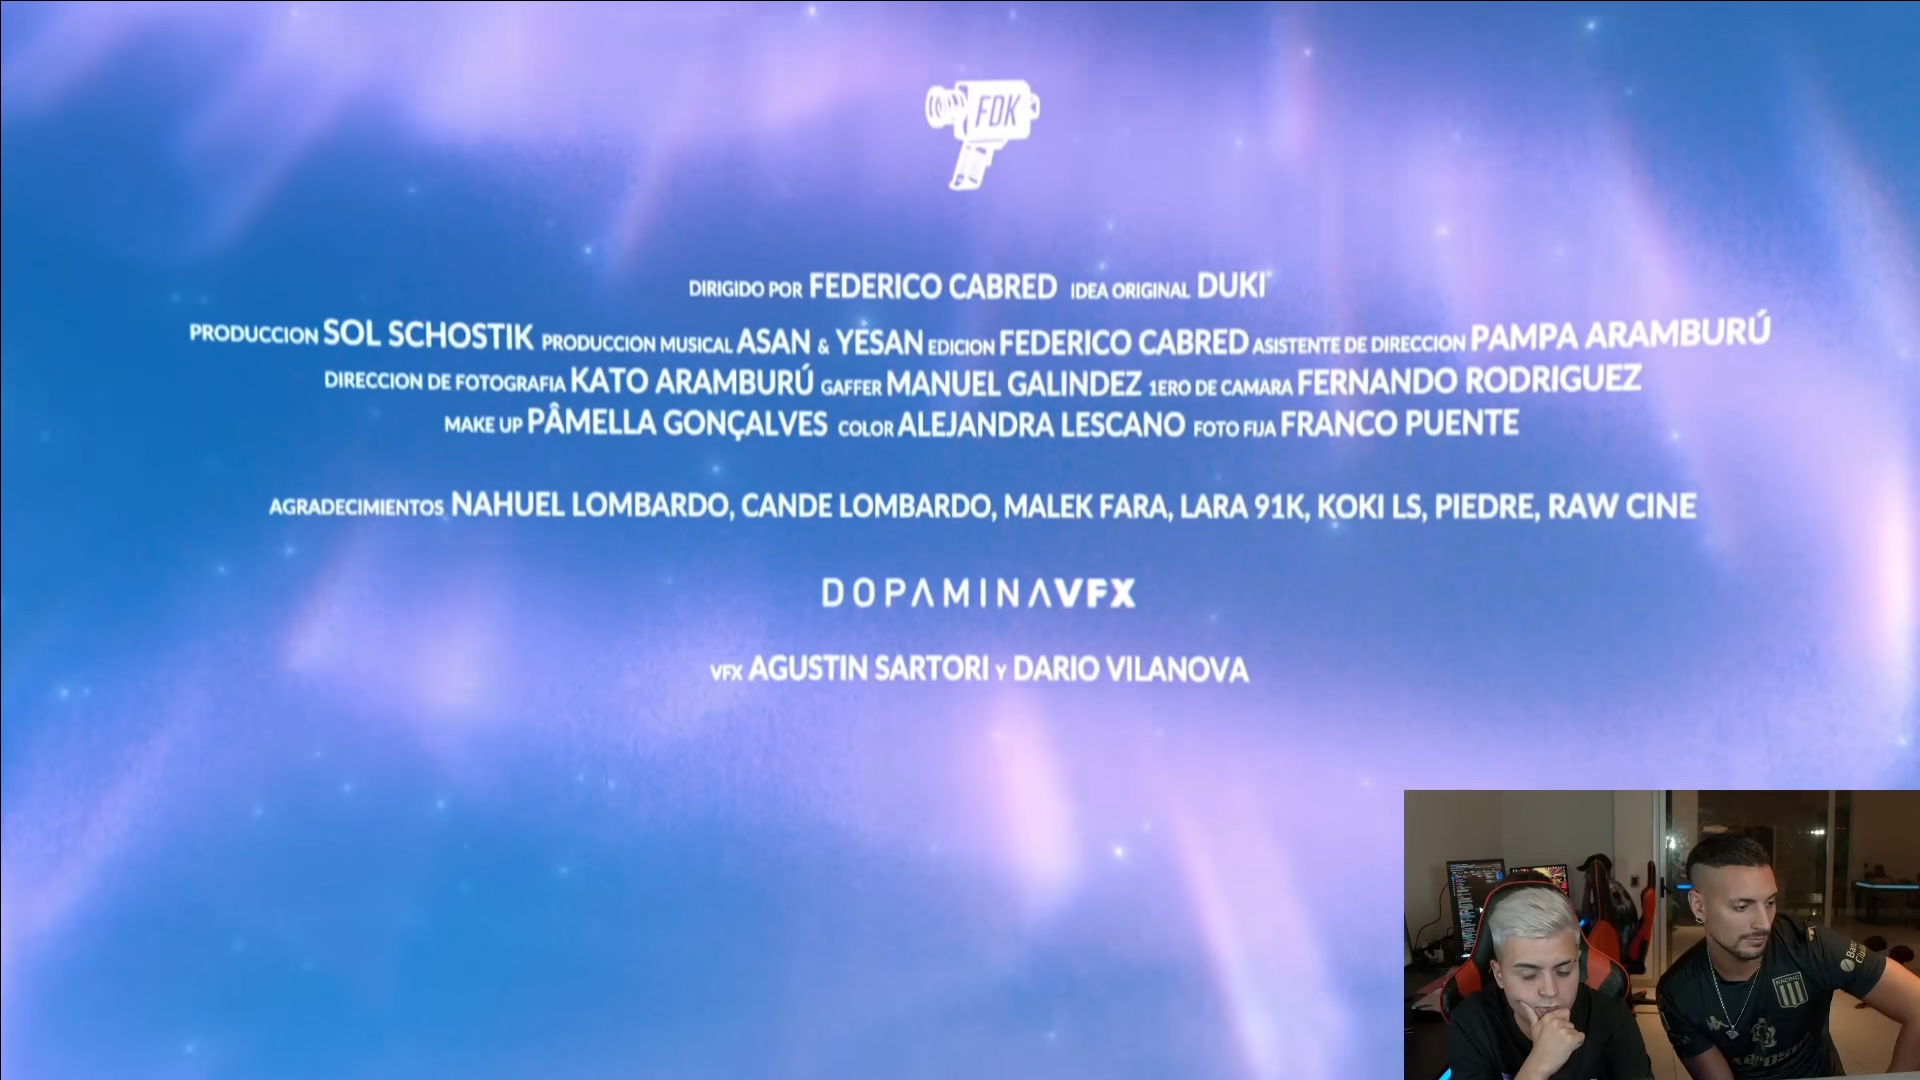 FDK
DIRIGIDO POR FEDERICO CABRED IDEA ORIGINAL DUKI
PRODUCCION SOL SCHOSTIK PRODUCCION MUSICAL ASAN & YESAN EDICION FEDERICO CABRED ASISTENTE DE DIRECCION PAMPA ARAMBURÚ
DIRECCION DE FOTOGRAFIA KATO ARAMBURÚ GAFFER MANUEL GALINDEZ 1ERO DE CAMARA FERNANDO RODRIGUEZ
MAKE UP PÂMELLA GONÇALVES COLOR ALEJANDRA LESCANO FOTO FIJA FRANCO PUENTE
AGRADECIMIENTOS NAHUEL LOMBARDO, CANDE LOMBARDO, MALEK FARA, LARA 91K, KOKI LS, PIEDRE, RAW CINE
DOPAMINAVFX
VFX AGUSTIN SARTORI Y DARIO VILANOVA
RACING